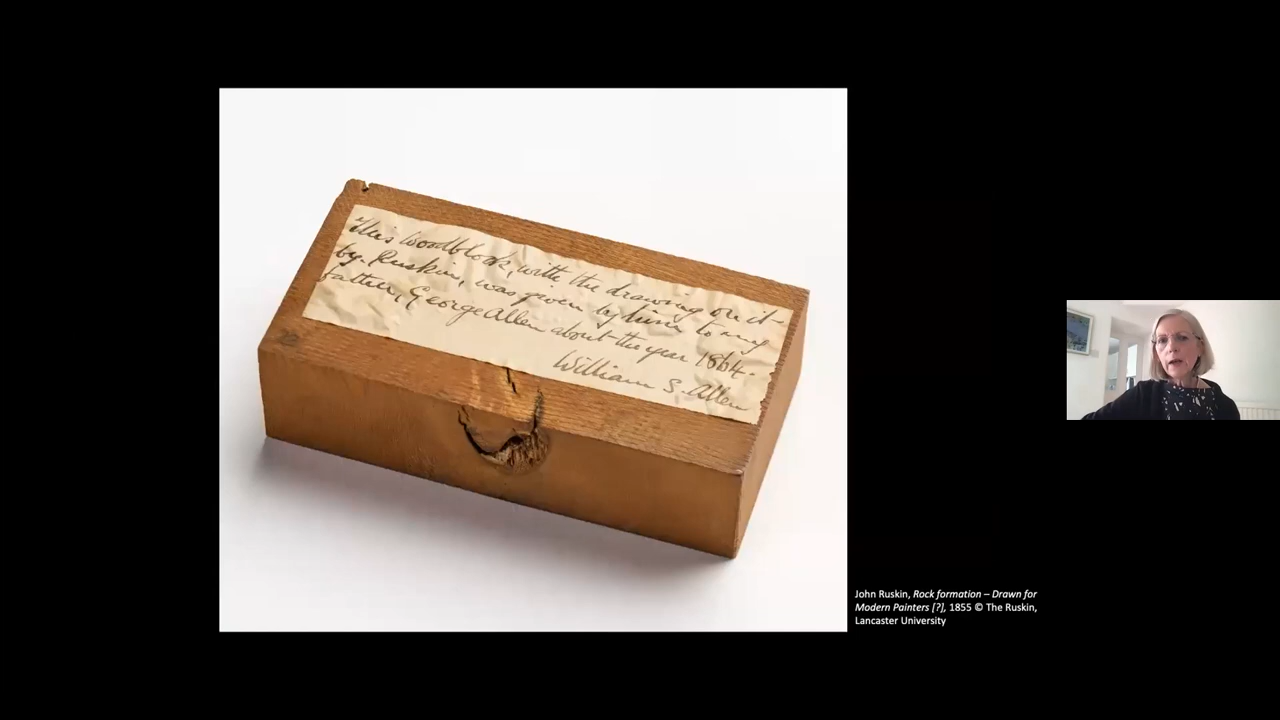 This Woodblock, with the drawing on it
by Ruskin, was given by him to my
father, George Allen about the year 1864.
William S. Allen
John Ruskin, Rock formation – Drawn for
Modern Painters [?], 1855 © The Ruskin,
Lancaster University